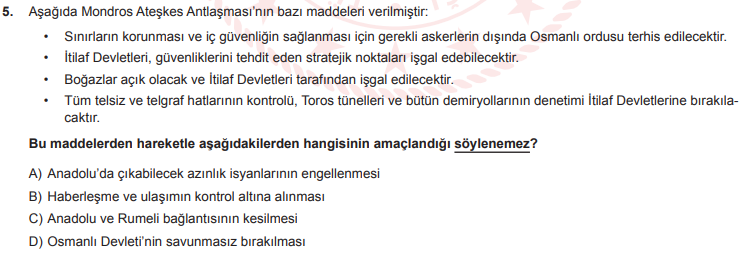 5. Aşağıda Mondros Ateşkes Antlaşması'nın bazı maddeleri verilmiştir:
• Sınırların korunması ve iç güvenliğin sağlanması için gerekli askerlerin dışında Osmanlı ordusu terhis edilecektir.
• İtilaf Devletleri, güvenliklerini tehdit eden stratejik noktaları işgal edebilecektir.
• Boğazlar açık olacak ve İtilaf Devletleri tarafından işgal edilecektir.
• Tüm telsiz ve telgraf hatlarının kontrolü, Toros tünelleri ve bütün demiryollarının denetimi İtilaf Devletlerine bırakıla-
caktır.
Bu maddelerden hareketle aşağıdakilerden hangisinin amaçlandığı söylenemez?
A) Anadolu'da çıkabilecek azınlık isyanlarının engellenmesi
B) Haberleşme ve ulaşımın kontrol altına alınması
C) Anadolu ve Rumeli bağlantısının kesilmesi
D) Osmanlı Devleti'nin savunmasız bırakılması